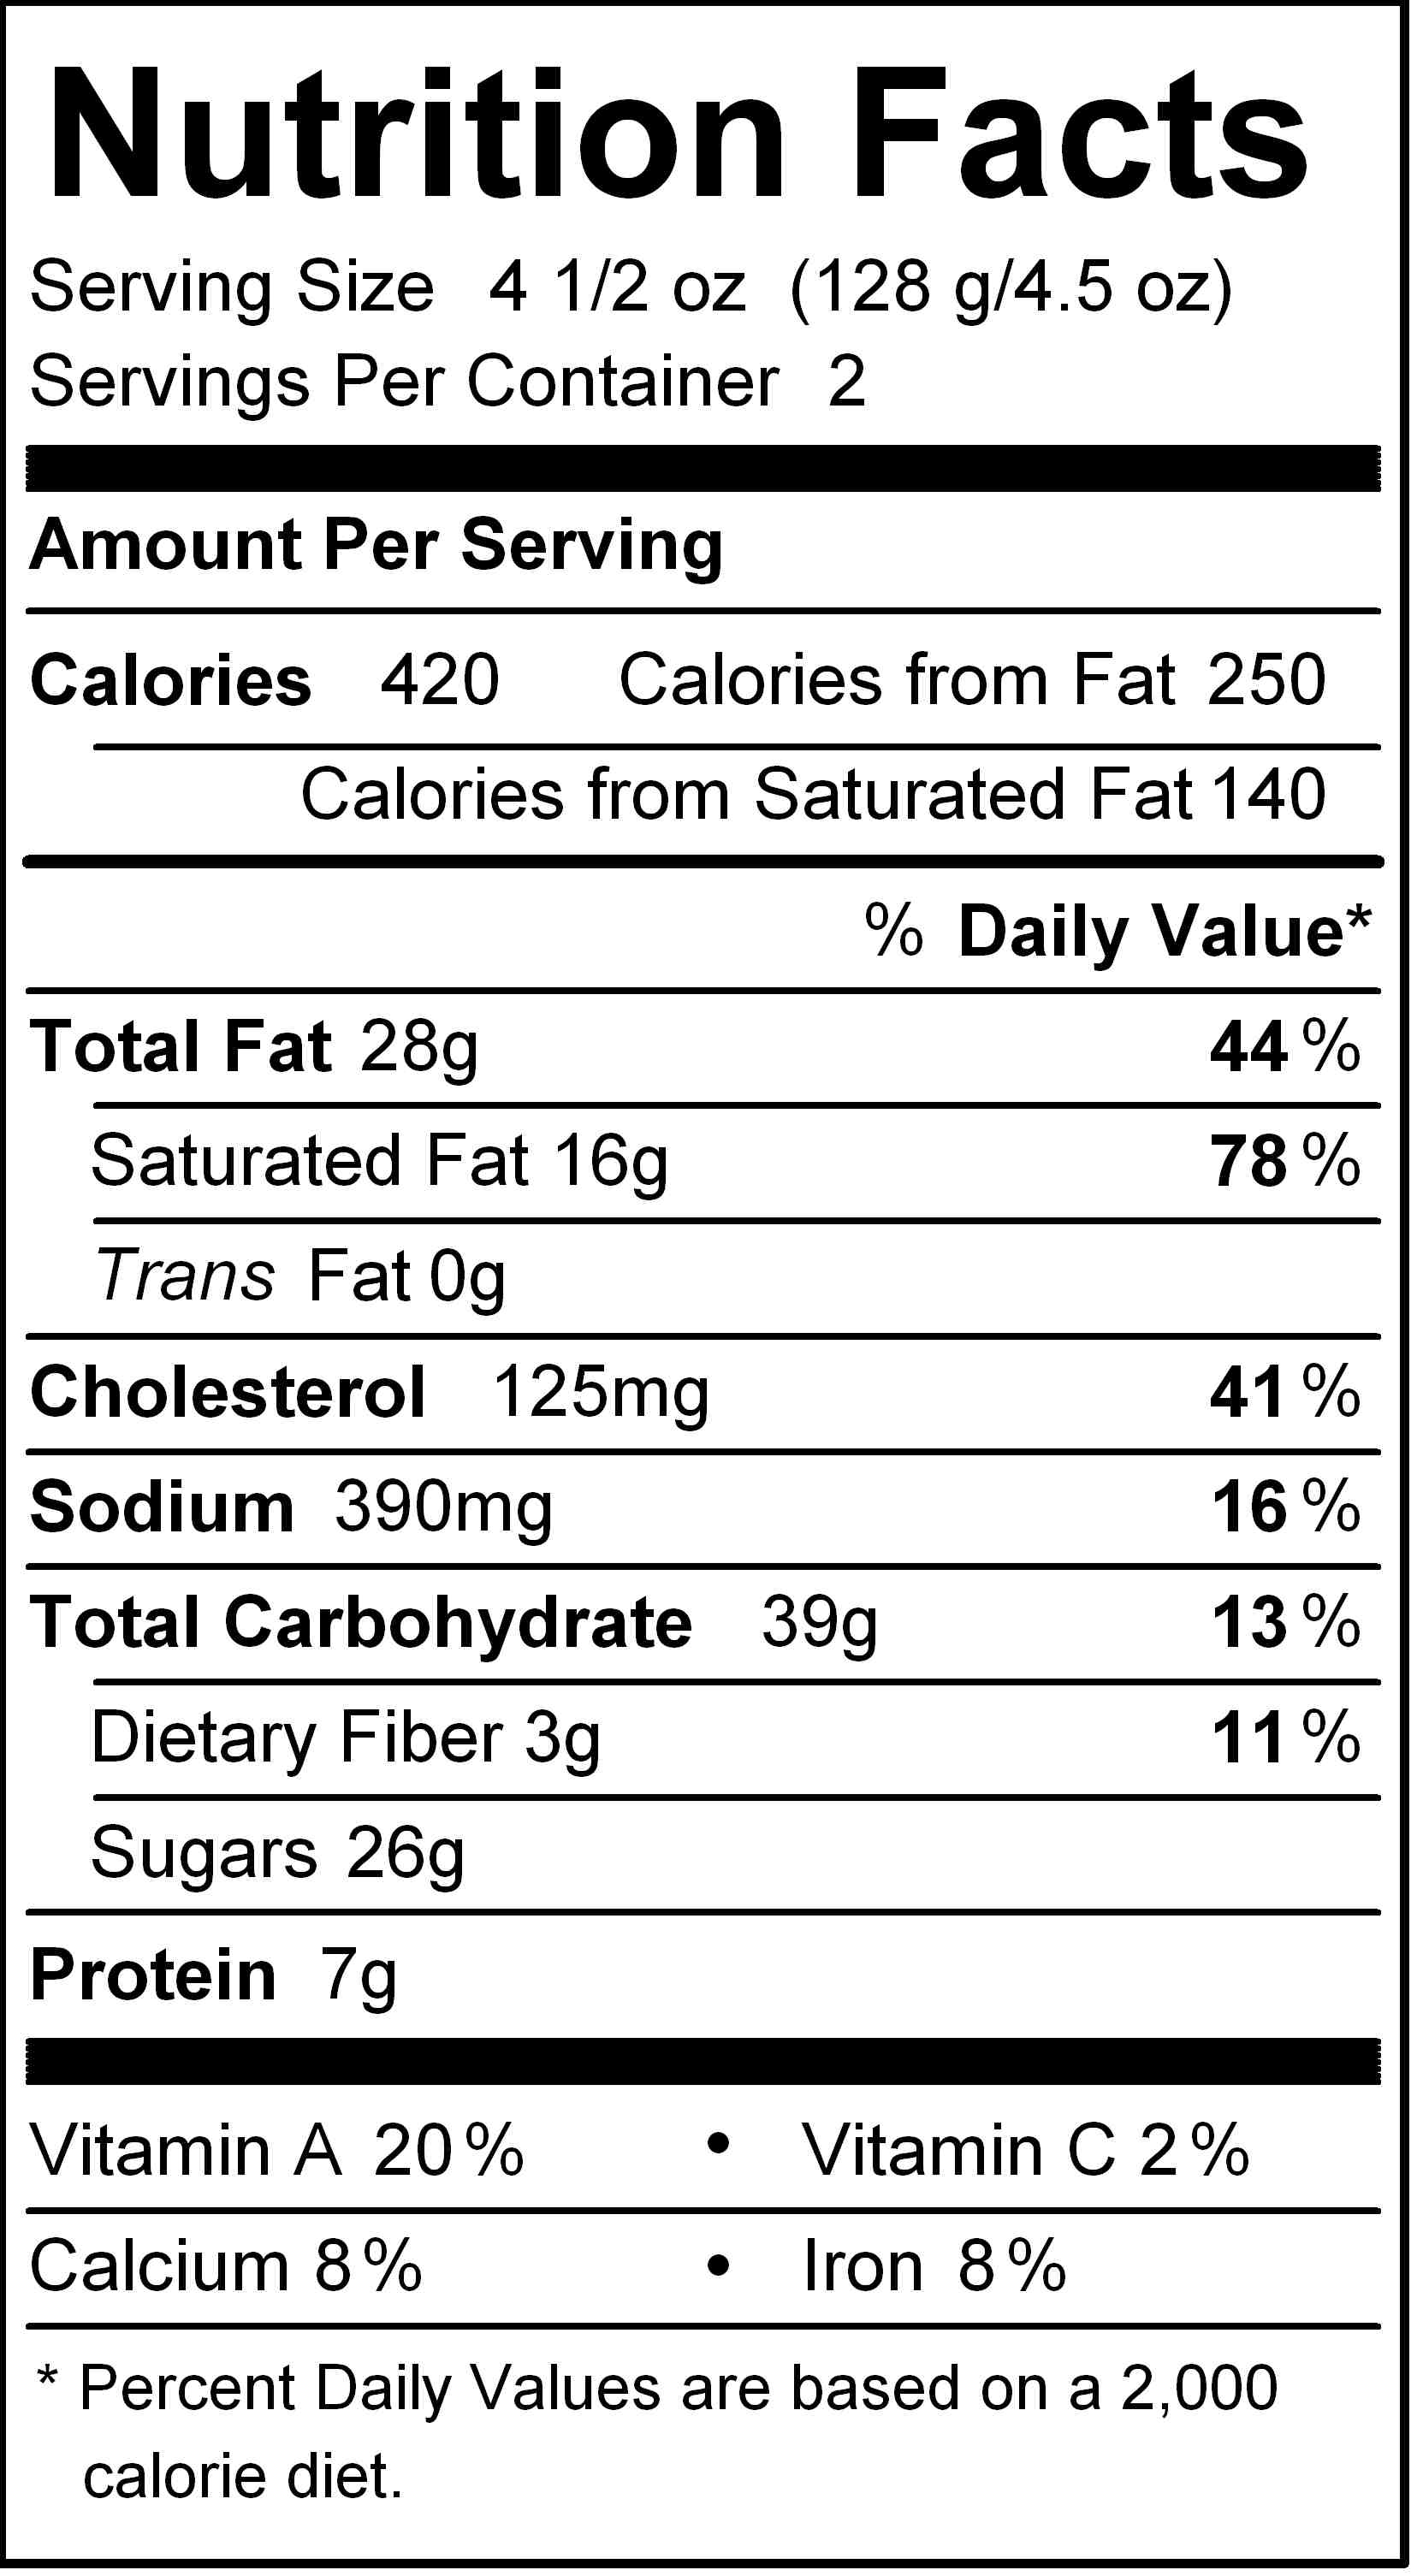 Nutrition Facts
Serving Size 4 1/2 oz (128 g/4.5 oz)
Servings Per Container 2
Amount Per Serving
Calories 420 Calories from Fat 250
Calories from Saturated Fat 140
% Daily Value*
Total Fat 28g 44%
Saturated Fat 16g 78%
Trans Fat 0g
Cholesterol 125mg 41%
Sodium 390mg 16%
Total Carbohydrate 39g 13%
Dietary Fiber 3g 11%
Sugars 26g
Protein 7g
Vitamin A 20% • Vitamin C 2%
Calcium 8% • Iron 8%
* Percent Daily Values are based on a 2,000
calorie diet.